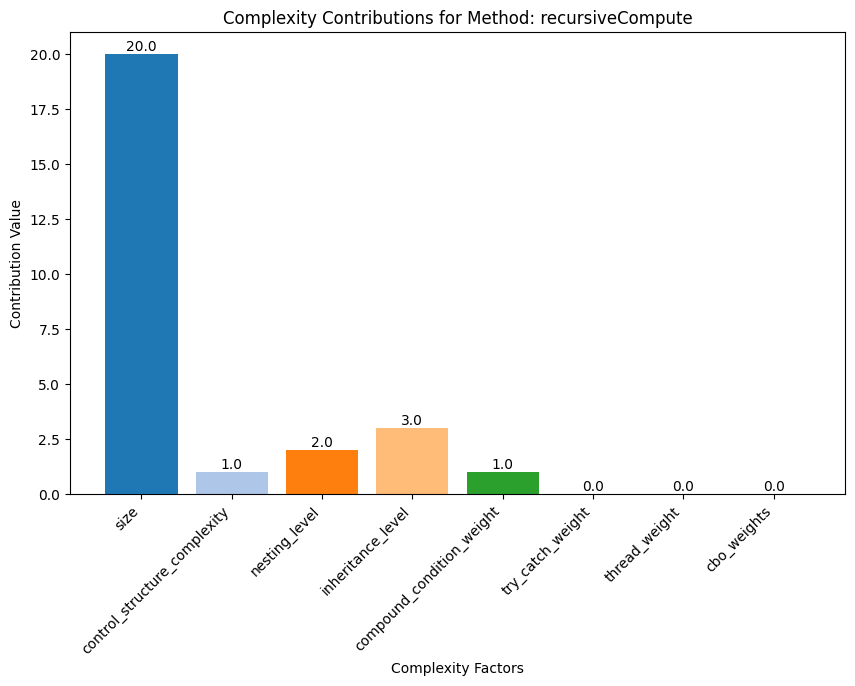 Complexity Contributions for Method: recursiveCompute
Contribution Value
20.0
17.5
15.0
12.5
10.0
7.5
5.0
2.5
0.0
20.0
1.0
2.0
3.0
1.0
0.0
0.0
0.0
size
control_structure_complexity
nesting_level
inheritance_level
compound_condition_weight
try_catch_weight
thread_weight
cbo_weights
Complexity Factors